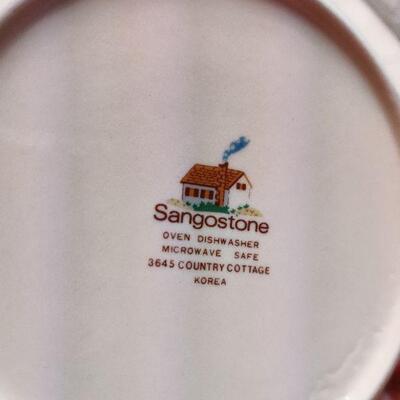 Sangostone
OVEN DISHWASHER
MICROWAVE SAFE
3645 COUNTRY COTTAGE
KOREA